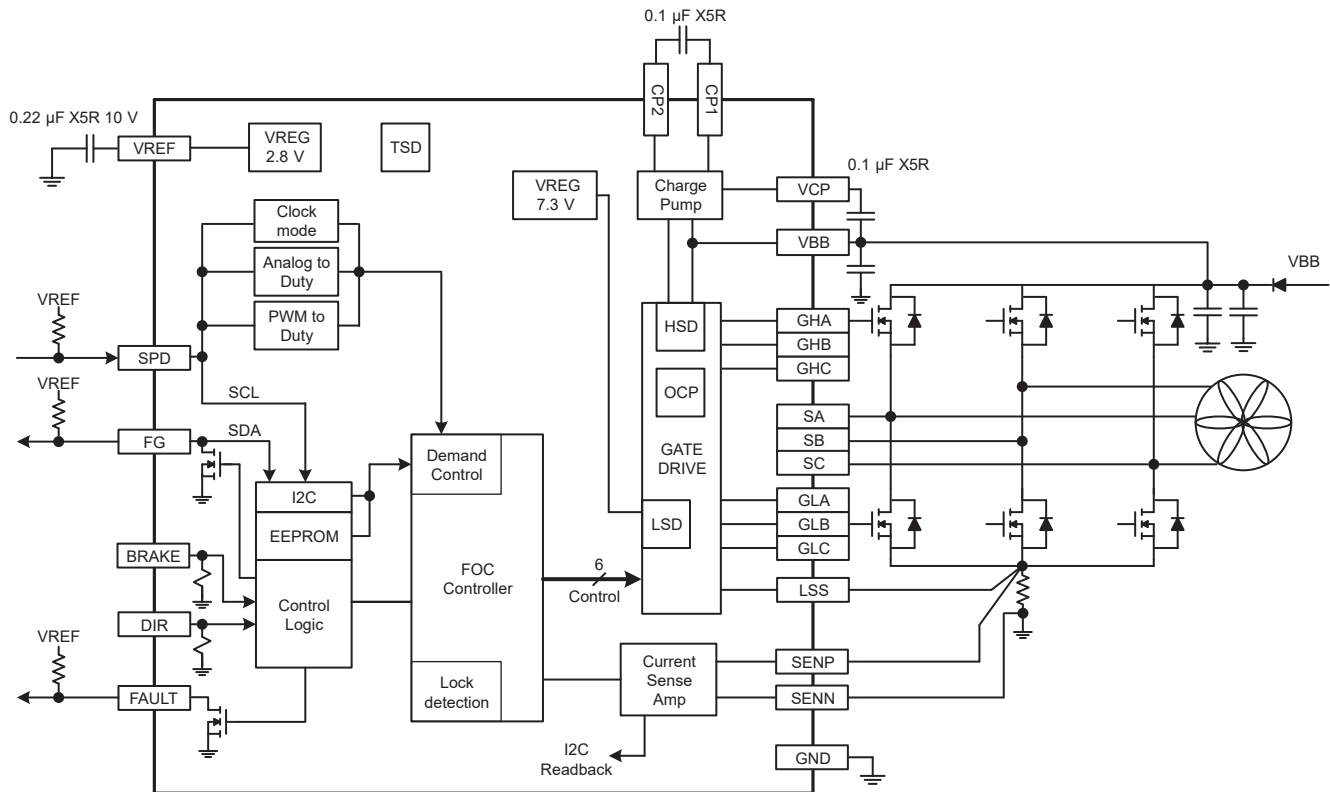 0.1 µF X5R
CP2
CP1
0.22 µF X5R 10 V
VREF
VREG
2.8 V
TSD
VREG
7.3 V
Charge
Pump
0.1 µF X5R
VCP
VBB
VBB
Clock
mode
Analog to
Duty
PWM to
Duty
VREF
SPD
VREF
FG
SCL
SDA
I2C
EEPROM
Control
Logic
BRAKE
DIR
VREF
FAULT
Demand
Control
FOC
Controller
Lock
detection
6
Control
HSD
OCP
GATE
DRIVE
LSD
GHA
GHB
GHC
SA
SB
SC
GLA
GLB
GLC
LSS
Current
Sense
Amp
SENP
SENN
I2C
Readback
GND